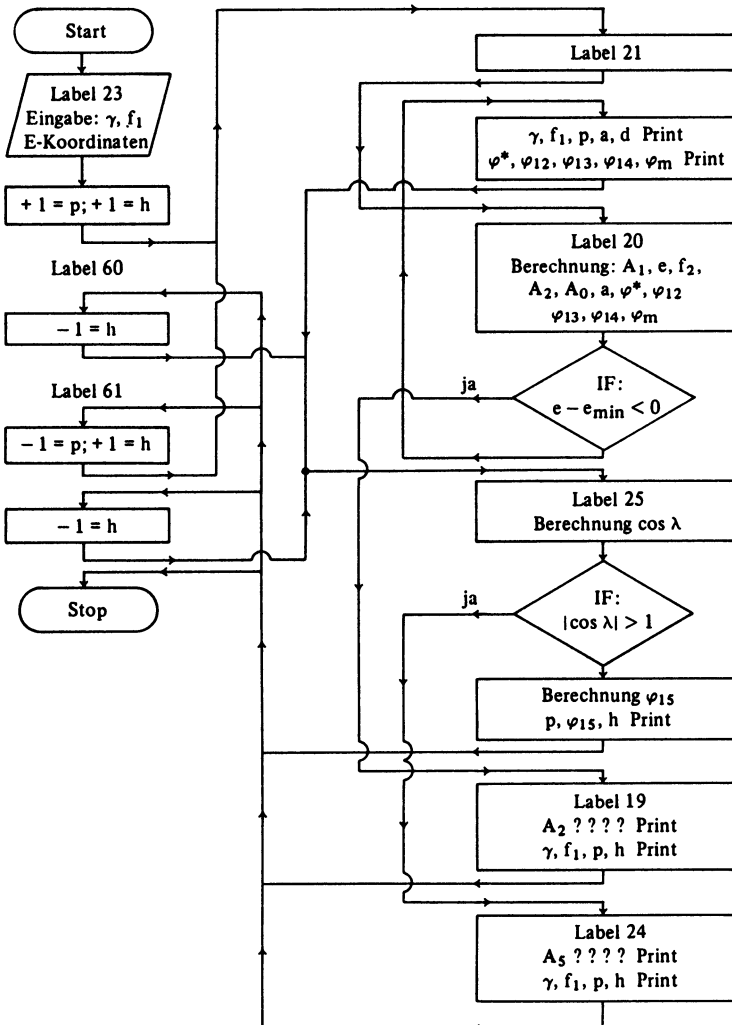 Start
Label 23
Eingabe: γ, f₁
E-Koordinaten
+ 1 = p; + 1 = h
Label 60
− 1 = h
Label 61
− 1 = p; + 1 = h
− 1 = h
Stop
Label 21
γ, f₁, p, a, d Print
φ*, φ₁₂, φ₁₃, φ₁₄, φₘ Print
Label 20
Berechnung: A₁, e, f₂,
A₂, A₀, a, φ*, φ₁₂
φ₁₃, φ₁₄, φₘ
ja
IF:
e − e_min < 0
Label 25
Berechnung cos λ
ja
IF:
|cos λ| > 1
Berechnung φ₁₅
p, φ₁₅, h Print
Label 19
A₂ ? ? ? ? Print
γ, f₁, p, h Print
Label 24
A₅ ? ? ? ? Print
γ, f₁, p, h Print